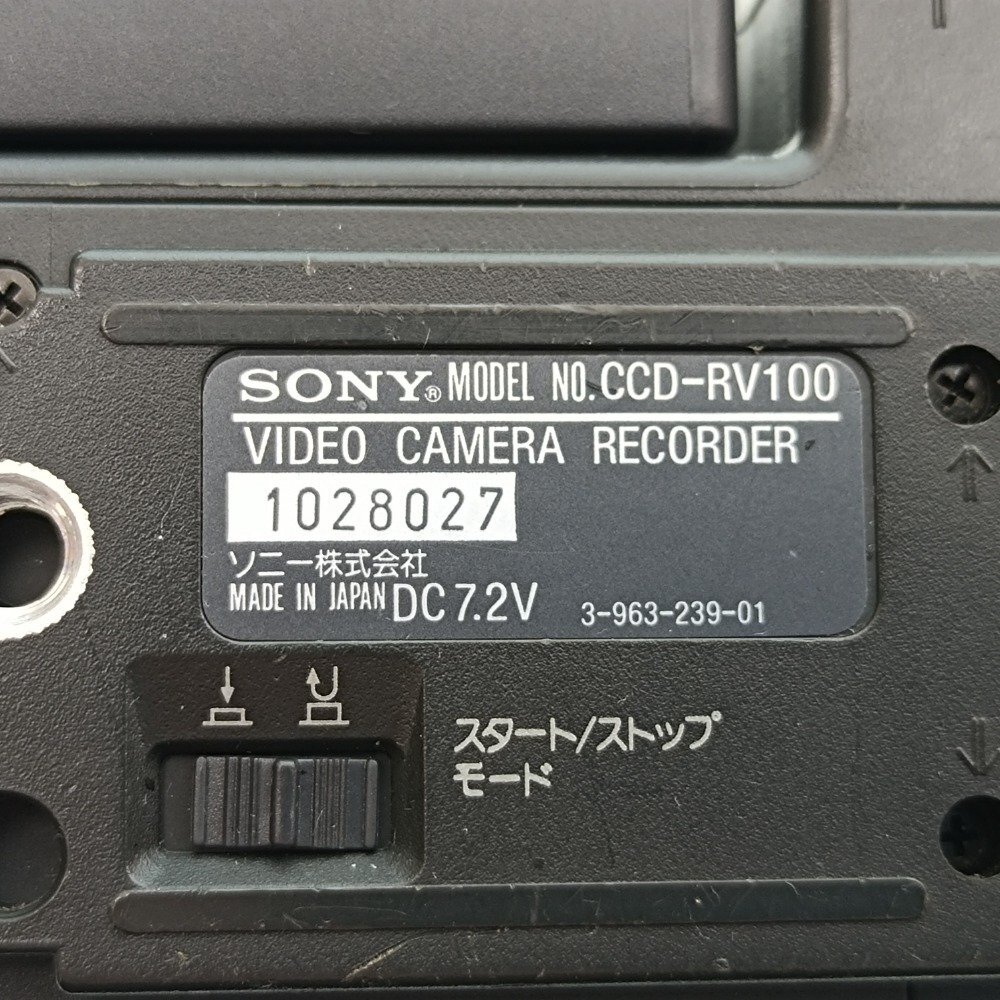 SONY® MODEL NO. CCD-RV100
VIDEO CAMERA RECORDER
1028027
ソニー株式会社
MADE IN JAPAN DC 7.2V 3-963-239-01
スタート/ストップ
モード